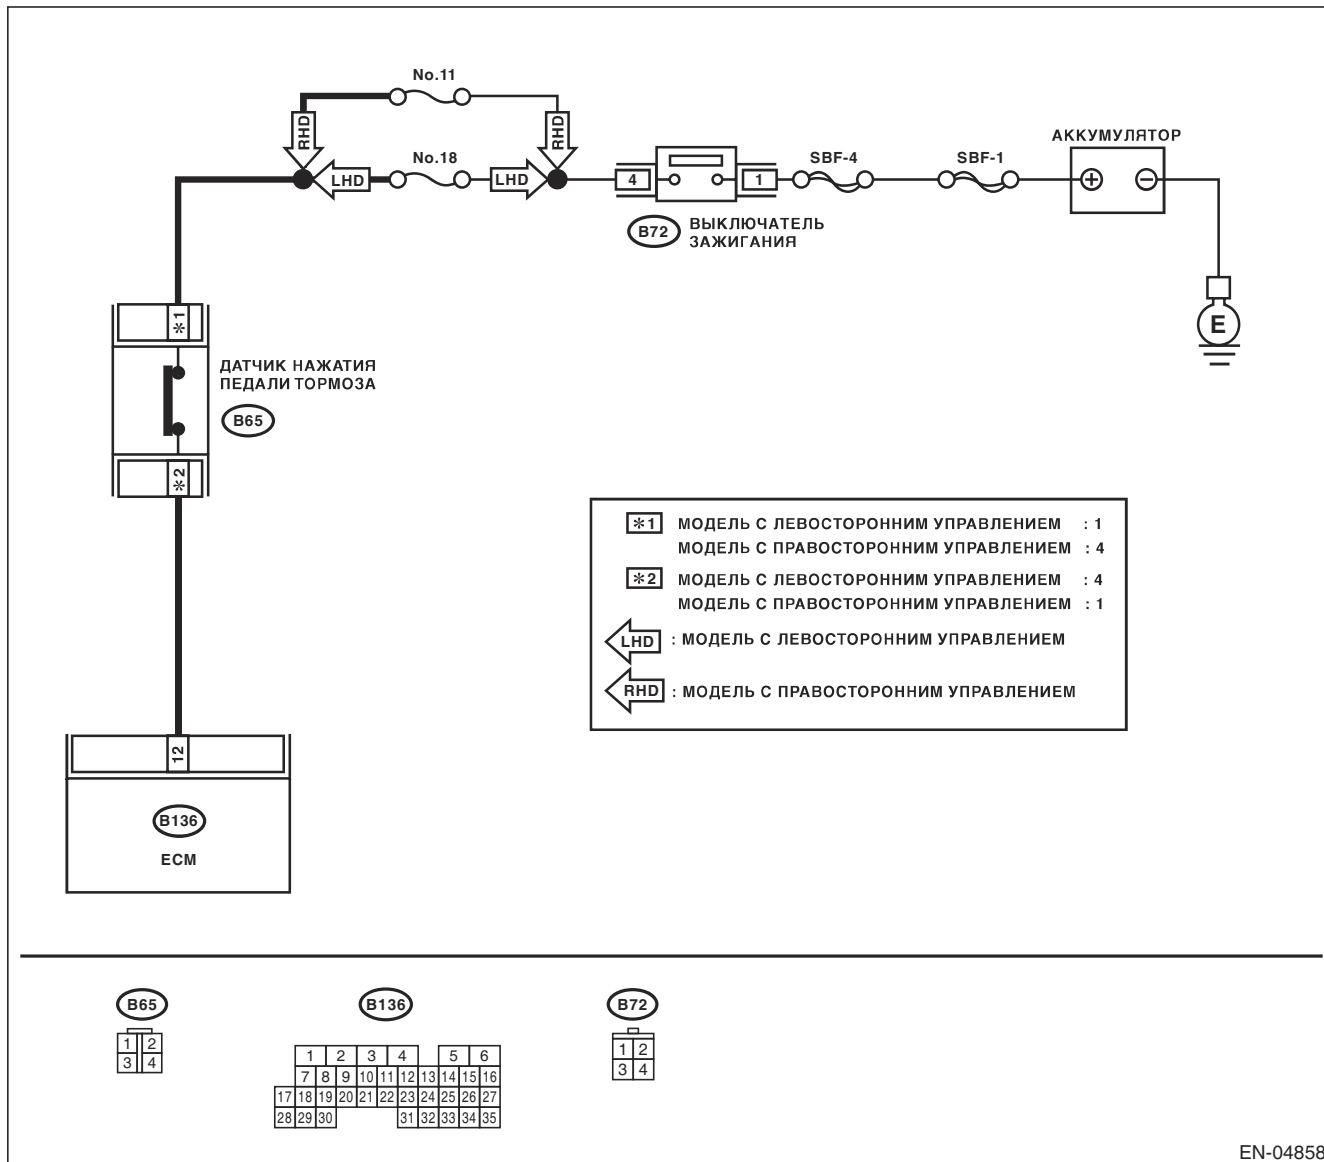 No.11
RHD
RHD
No.18
LHD
LHD
4
1
SBF-4
SBF-1
АККУМУЛЯТОР
+
−
B72
ВЫКЛЮЧАТЕЛЬ
ЗАЖИГАНИЯ
E
*1
ДАТЧИК НАЖАТИЯ
ПЕДАЛИ ТОРМОЗА
B65
*2
*1 МОДЕЛЬ С ЛЕВОСТОРОННИМ УПРАВЛЕНИЕМ : 1
МОДЕЛЬ С ПРАВОСТОРОННИМ УПРАВЛЕНИЕМ : 4
*2 МОДЕЛЬ С ЛЕВОСТОРОННИМ УПРАВЛЕНИЕМ : 4
МОДЕЛЬ С ПРАВОСТОРОННИМ УПРАВЛЕНИЕМ : 1
LHD : МОДЕЛЬ С ЛЕВОСТОРОННИМ УПРАВЛЕНИЕМ
RHD : МОДЕЛЬ С ПРАВОСТОРОННИМ УПРАВЛЕНИЕМ
12
B136
ECM
B65
1 2
3 4
B136
1 2 3 4 5 6
7 8 9 10 11 12 13 14 15 16
17 18 19 20 21 22 23 24 25 26 27
28 29 30 31 32 33 34 35
B72
1 2
3 4
EN-04858